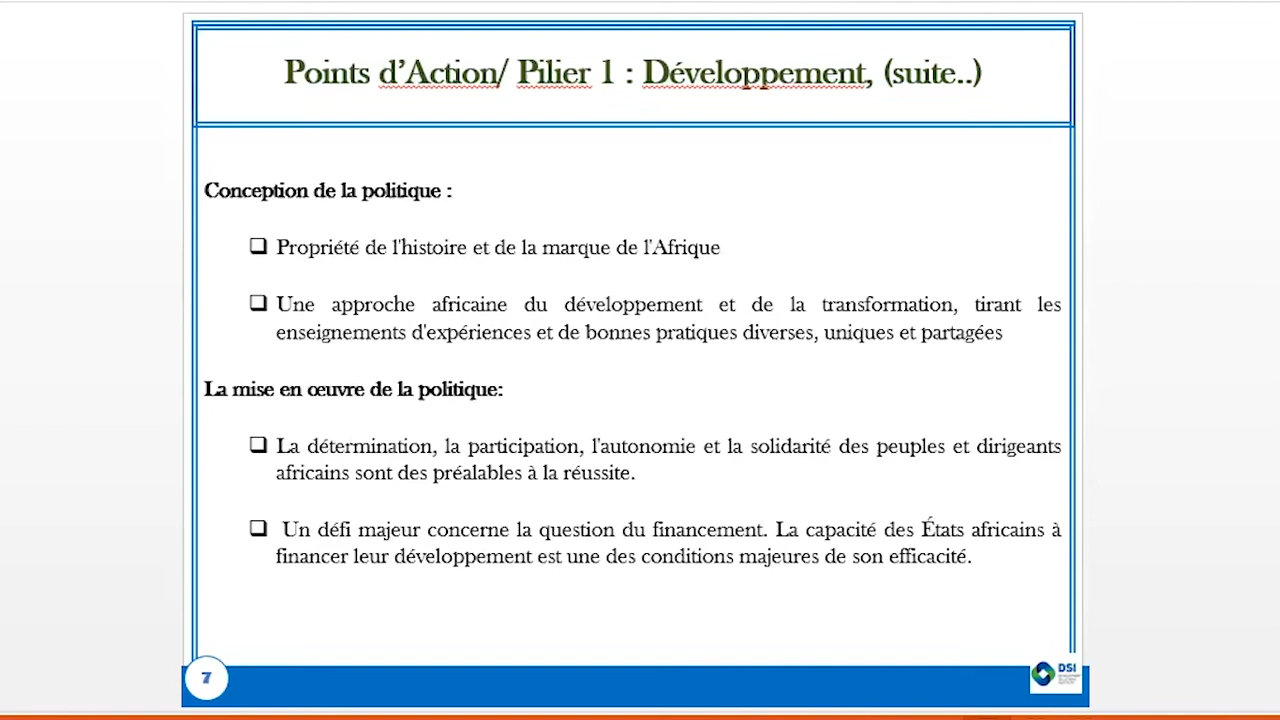 Points d’Action/ Pilier 1 : Développement, (suite..)
Conception de la politique :
Propriété de l'histoire et de la marque de l'Afrique
Une approche africaine du développement et de la transformation, tirant les
enseignements d'expériences et de bonnes pratiques diverses, uniques et partagées
La mise en œuvre de la politique:
La détermination, la participation, l'autonomie et la solidarité des peuples et dirigeants
africains sont des préalables à la réussite.
Un défi majeur concerne la question du financement. La capacité des États africains à
financer leur développement est une des conditions majeures de son efficacité.
7
DSI